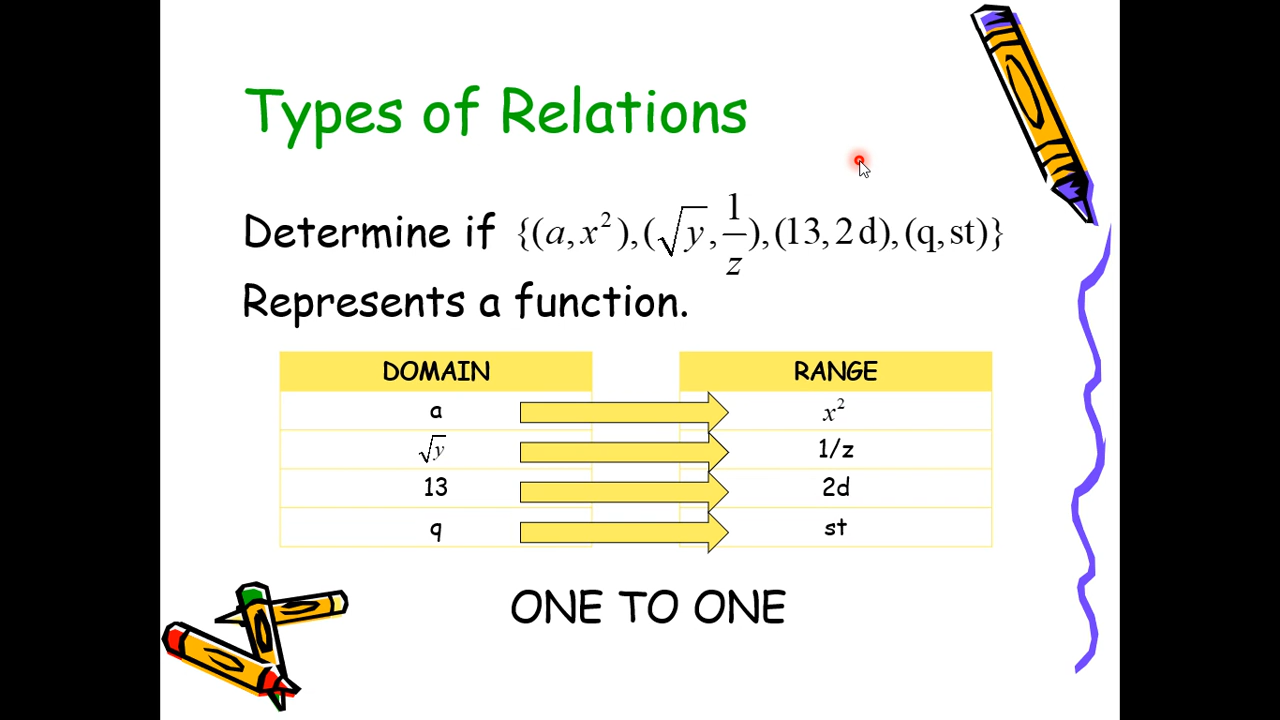 Types of Relations
Determine if {(a, x²), (√y, 1/z), (13, 2d), (q, st)}
Represents a function.
DOMAIN RANGE
a x²
√y 1/z
13 2d
q st
ONE TO ONE